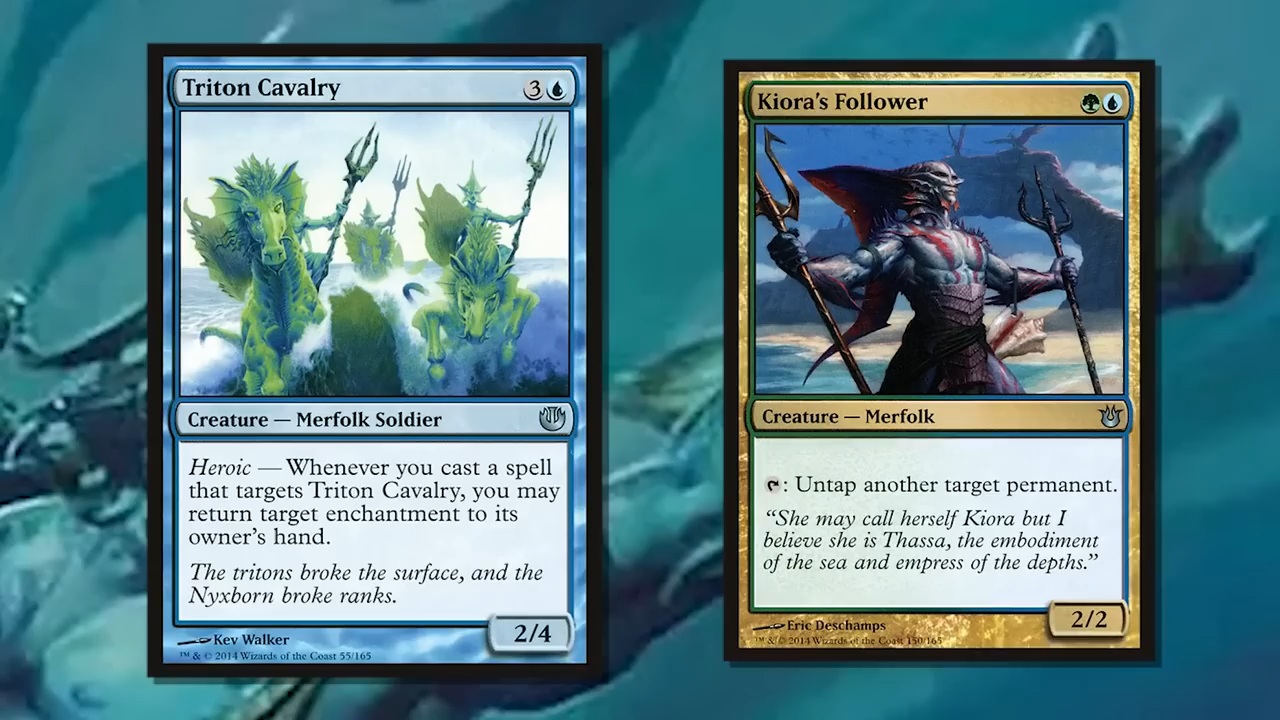 Triton Cavalry
3
Creature — Merfolk Soldier
Heroic — Whenever you cast a spell
that targets Triton Cavalry, you may
return target enchantment to its
owner's hand.
The tritons broke the surface, and the
Nyxborn broke ranks.
2/4
Kev Walker
™ & © 2014 Wizards of the Coast 55/165
Kiora's Follower
Creature — Merfolk
: Untap another target permanent.
“She may call herself Kiora but I
believe she is Thassa, the embodiment
of the sea and empress of the depths.”
2/2
Eric Deschamps
™ & © 2014 Wizards of the Coast 150/165